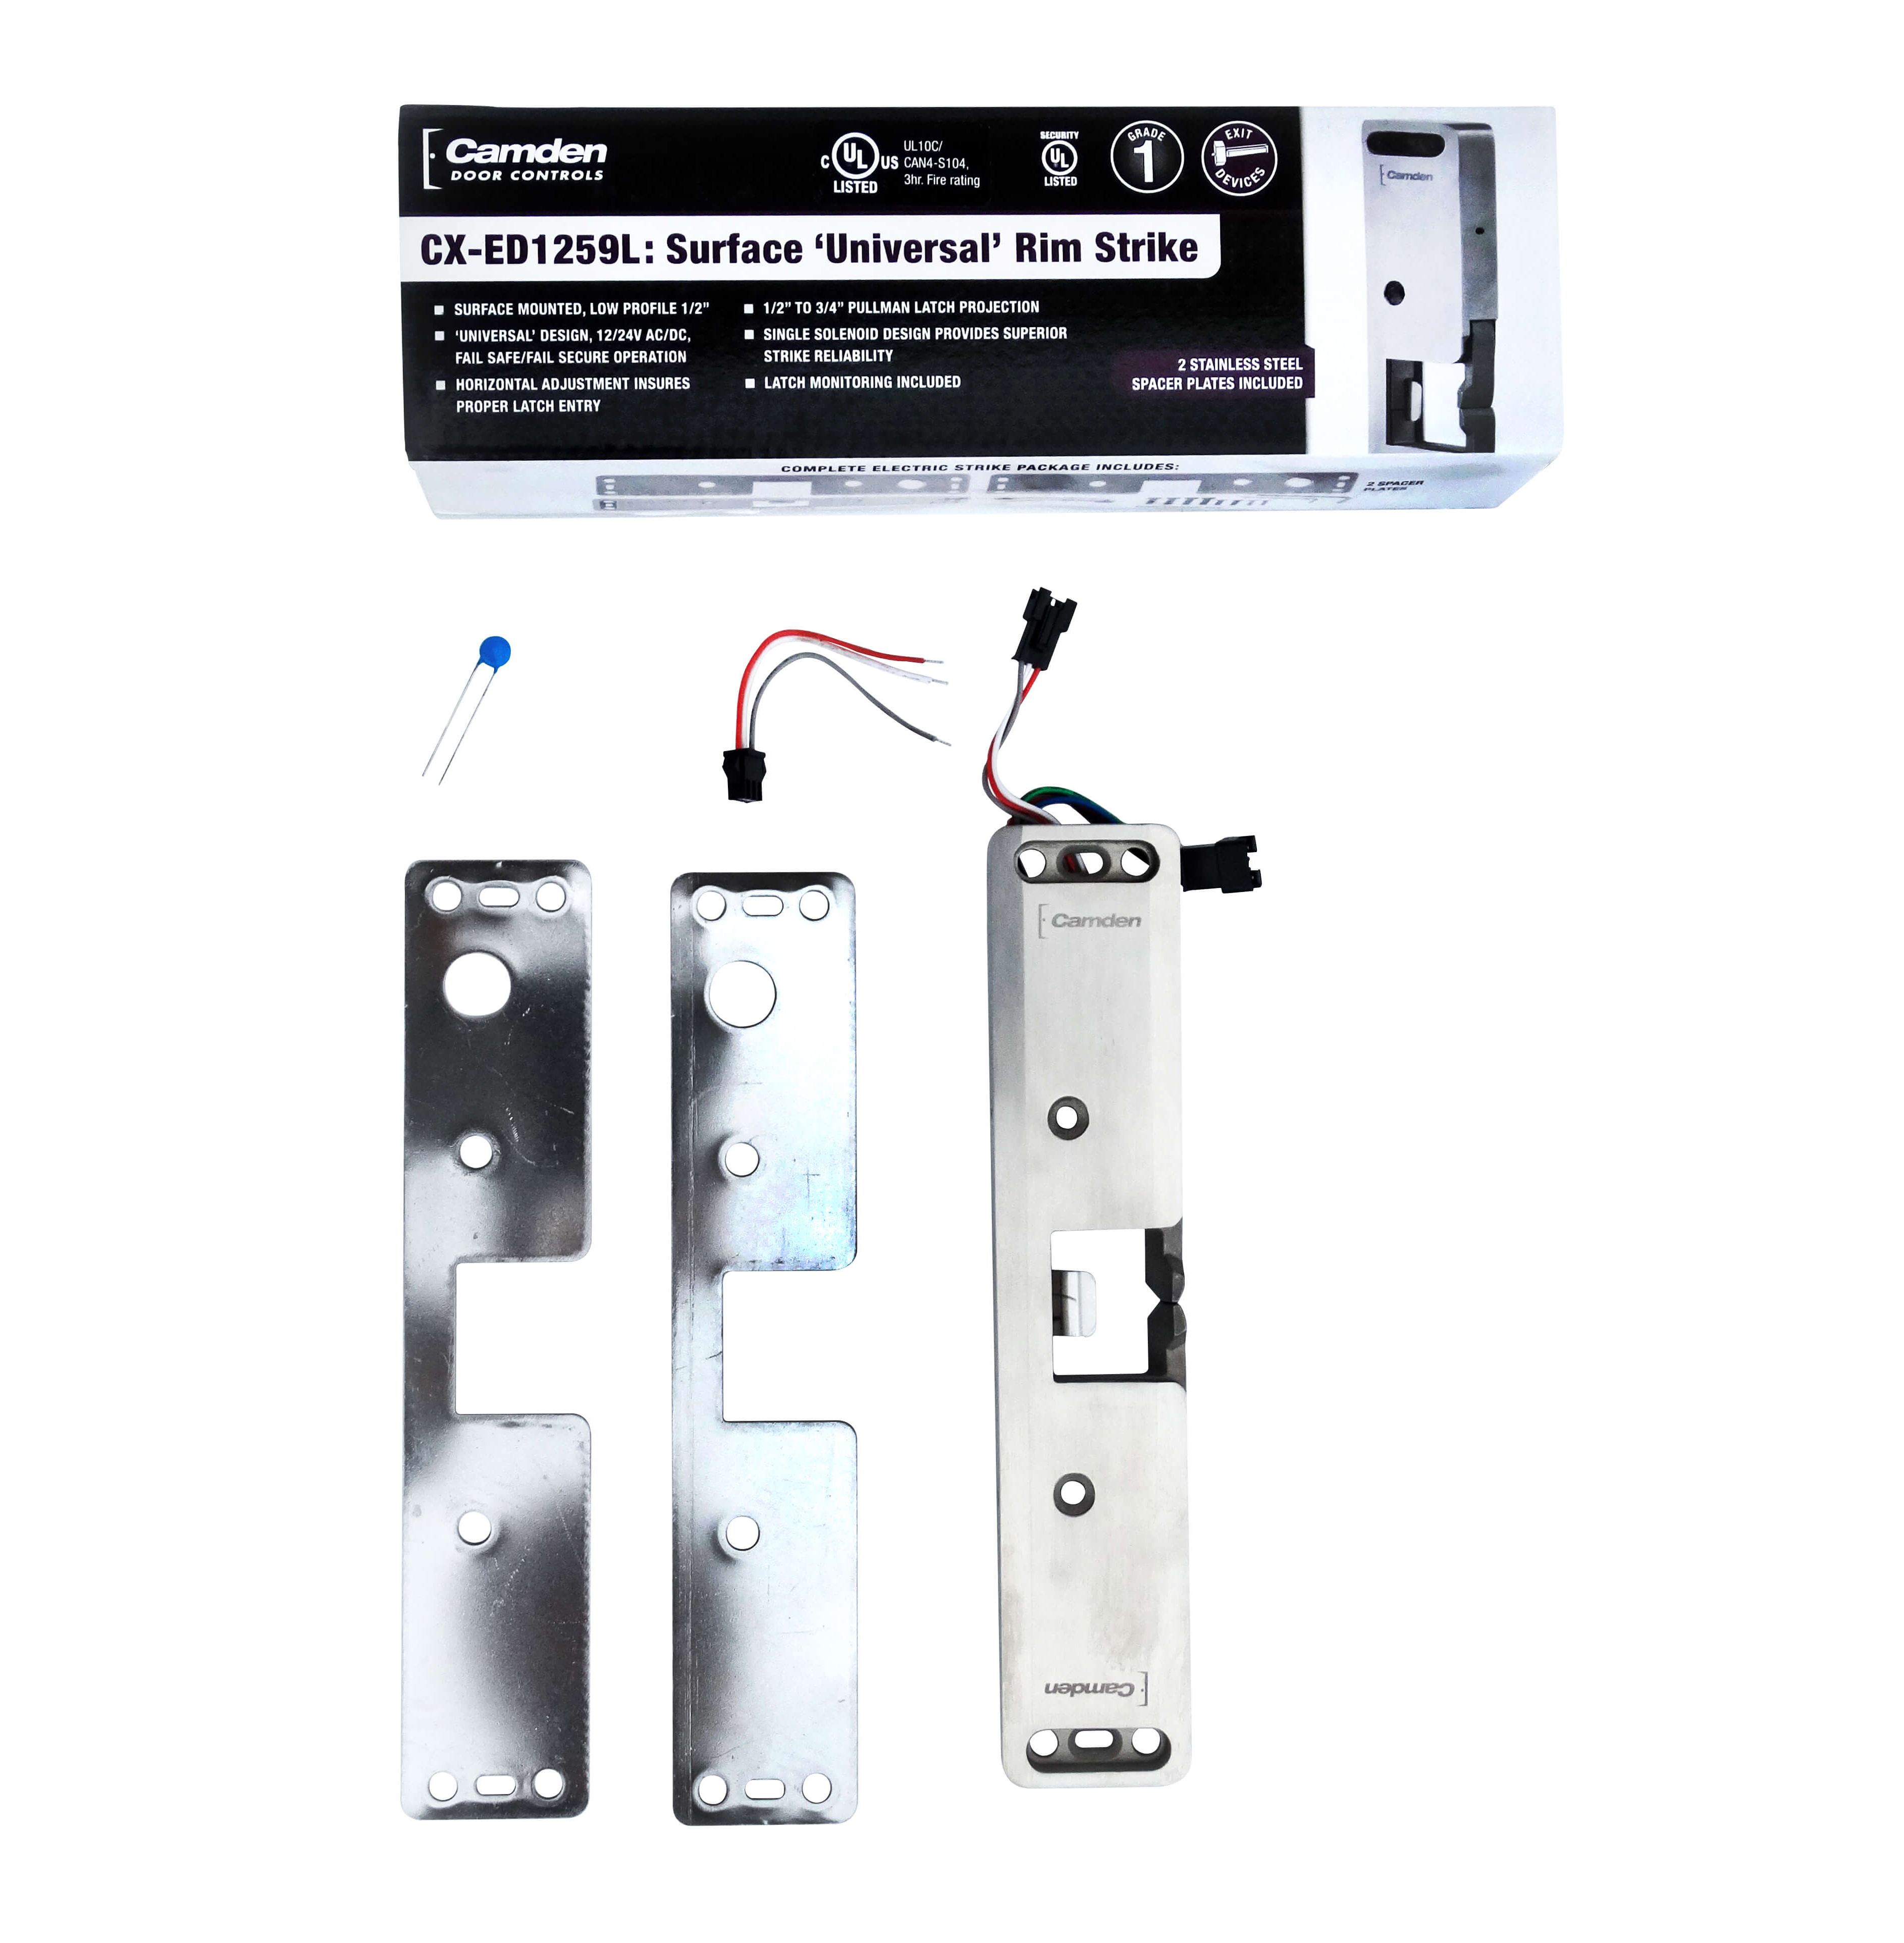 Camden
DOOR CONTROLS
C UL US
LISTED
UL10C/
CAN4-S104,
3hr. Fire rating
SECURITY
UL
LISTED
GRADE
1
EXIT
DEVICES
Camden
CX-ED1259L: Surface ‘Universal’ Rim Strike
■ SURFACE MOUNTED, LOW PROFILE 1/2”
■ ‘UNIVERSAL’ DESIGN, 12/24V AC/DC,
FAIL SAFE/FAIL SECURE OPERATION
■ HORIZONTAL ADJUSTMENT INSURES
PROPER LATCH ENTRY
■ 1/2” TO 3/4” PULLMAN LATCH PROJECTION
■ SINGLE SOLENOID DESIGN PROVIDES SUPERIOR
STRIKE RELIABILITY
■ LATCH MONITORING INCLUDED
2 STAINLESS STEEL
SPACER PLATES INCLUDED
COMPLETE ELECTRIC STRIKE PACKAGE INCLUDES:
2 SPACER
PLATES
Camden
Camden